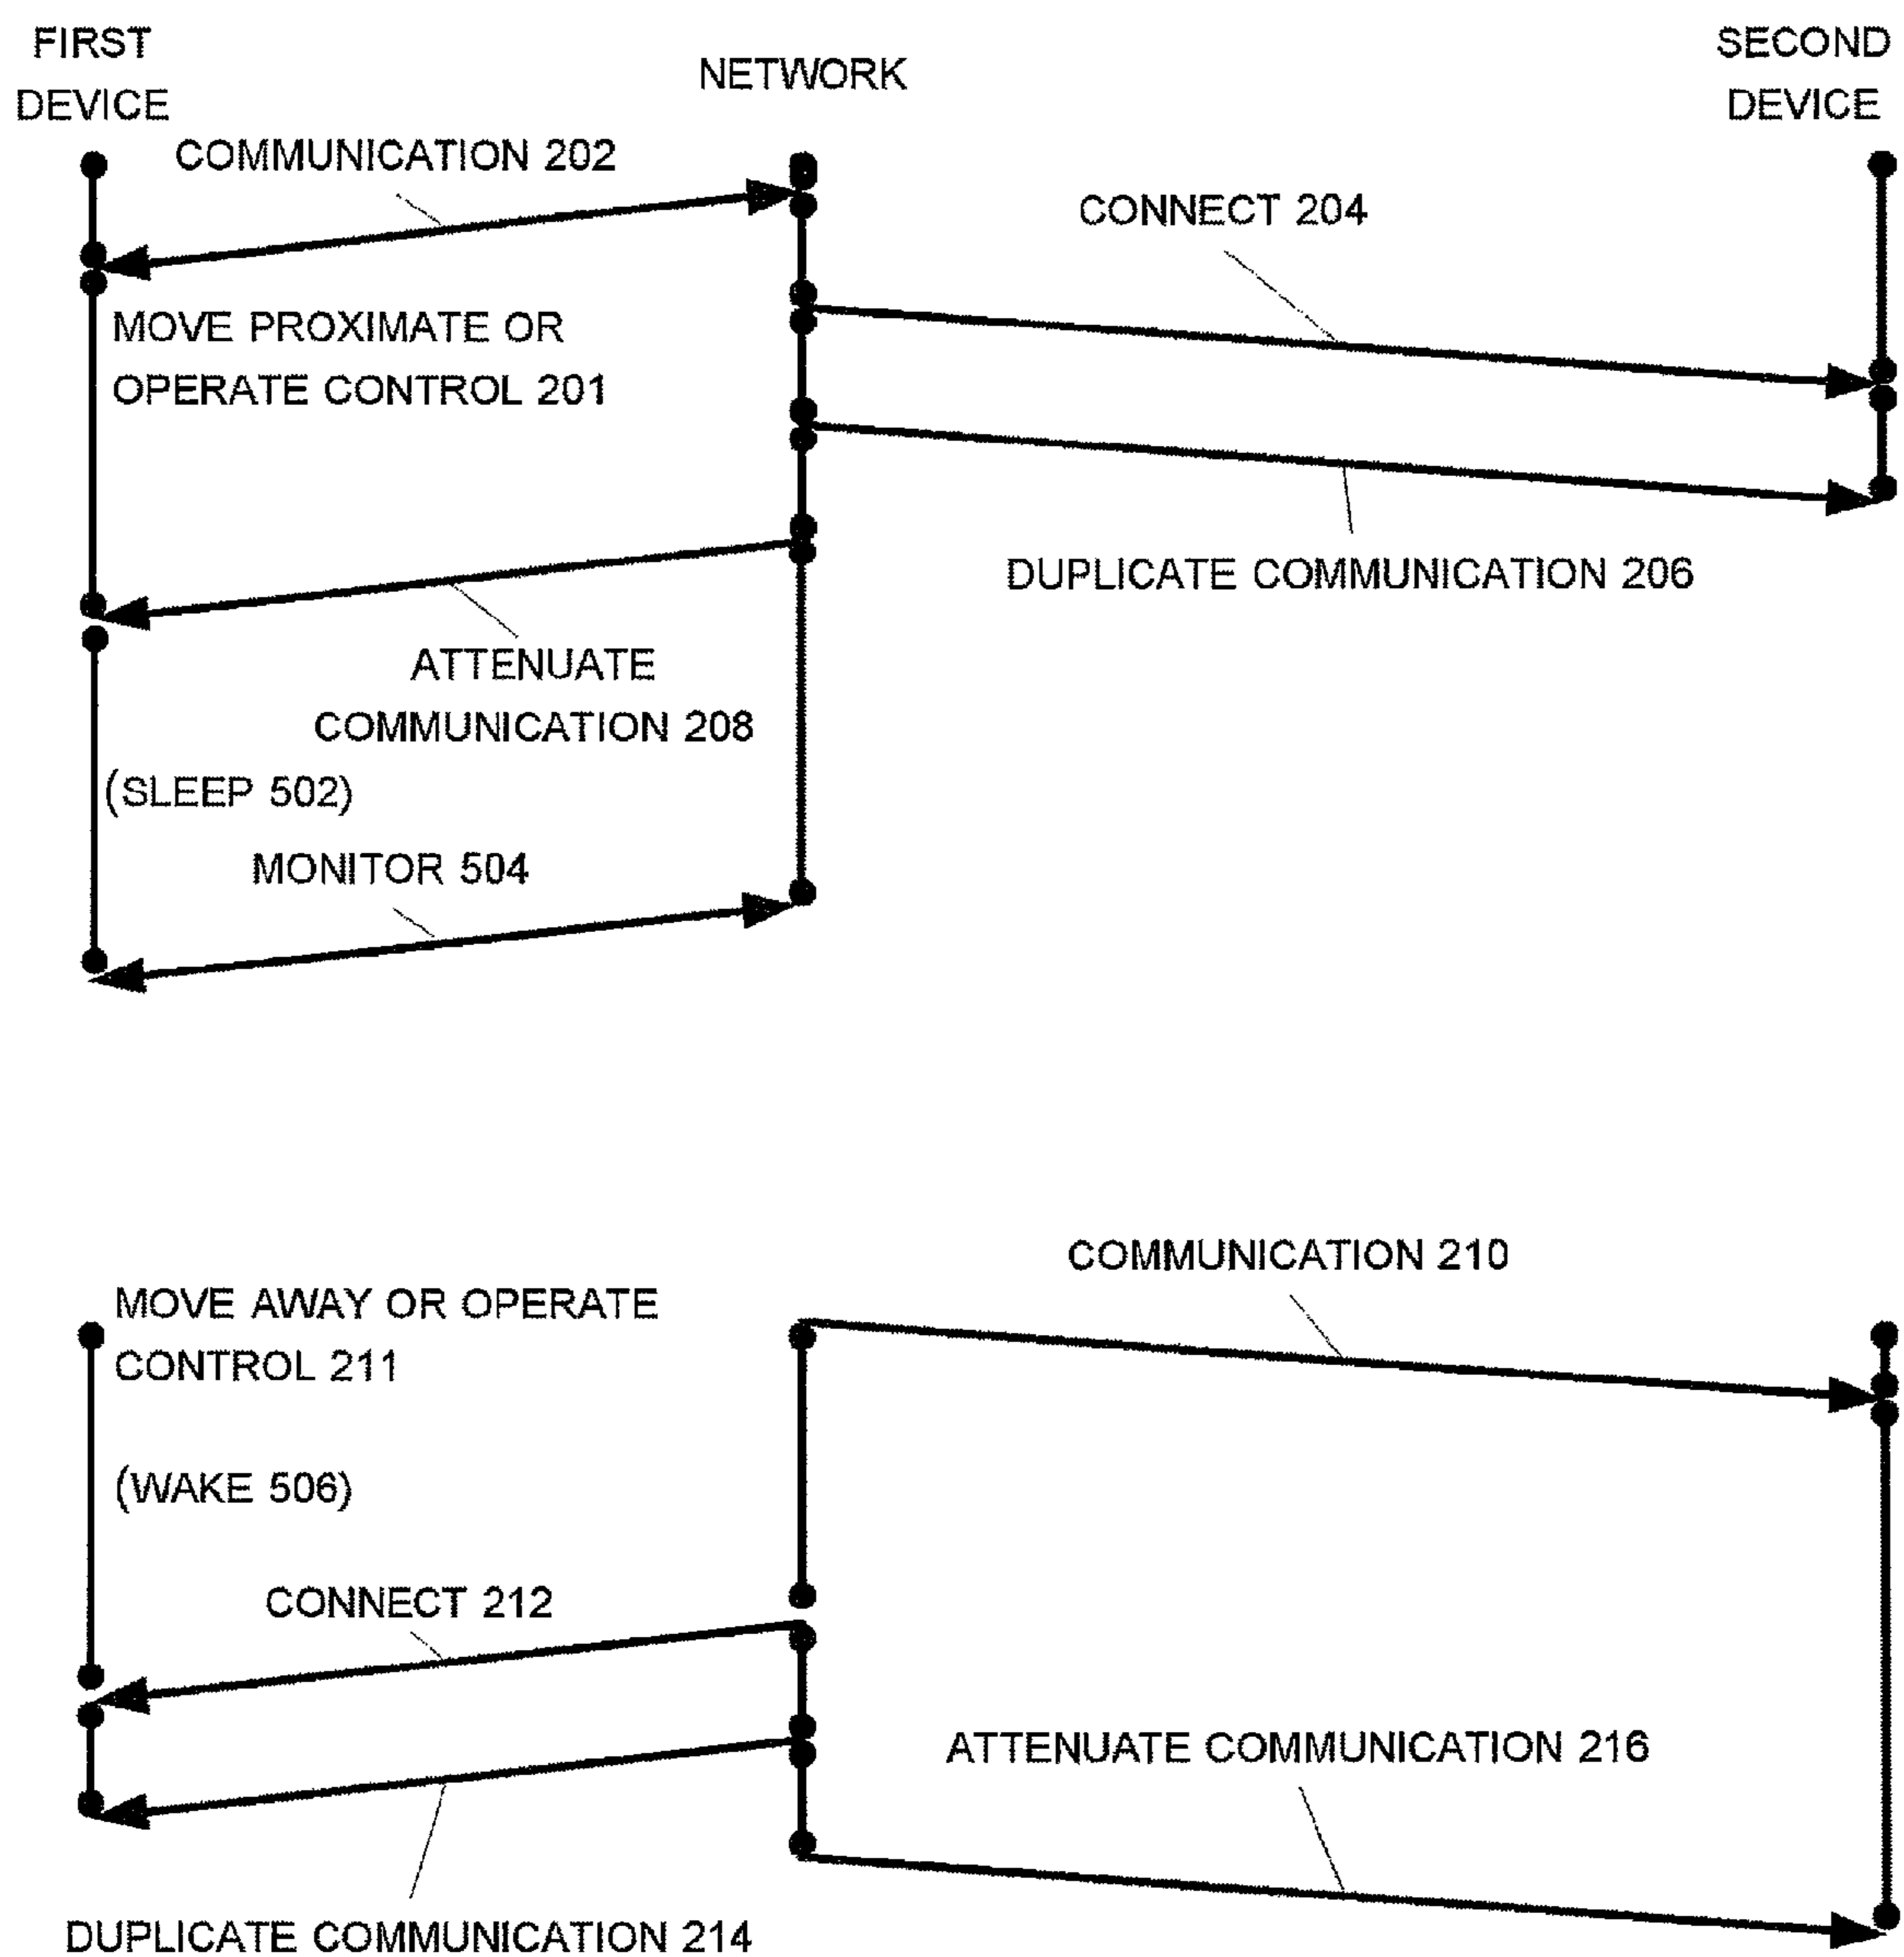 FIRST
DEVICE
NETWORK
SECOND
DEVICE
COMMUNICATION 202
CONNECT 204
MOVE PROXIMATE OR
OPERATE CONTROL 201
DUPLICATE COMMUNICATION 206
ATTENUATE
COMMUNICATION 208
(SLEEP 502)
MONITOR 504
COMMUNICATION 210
MOVE AWAY OR OPERATE
CONTROL 211
(WAKE 506)
CONNECT 212
ATTENUATE COMMUNICATION 216
DUPLICATE COMMUNICATION 214